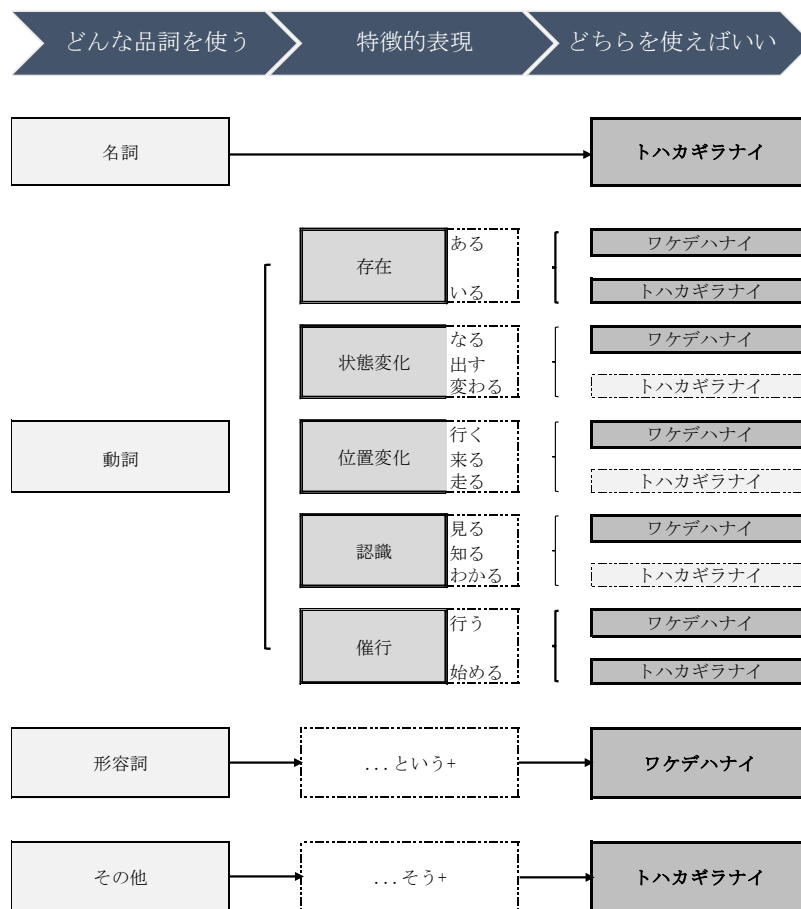 どんな品詞を使う
特徴的表現
どちらを使えばいい
名詞
トハカギラナイ
動詞
存在
ある
いる
ワケデハナイ
トハカギラナイ
状態変化
なる
出す
変わる
ワケデハナイ
トハカギラナイ
位置変化
行く
来る
走る
ワケデハナイ
トハカギラナイ
認識
見る
知る
わかる
ワケデハナイ
トハカギラナイ
催行
行う
始める
ワケデハナイ
トハカギラナイ
形容詞
...という+
ワケデハナイ
その他
...そう+
トハカギラナイ